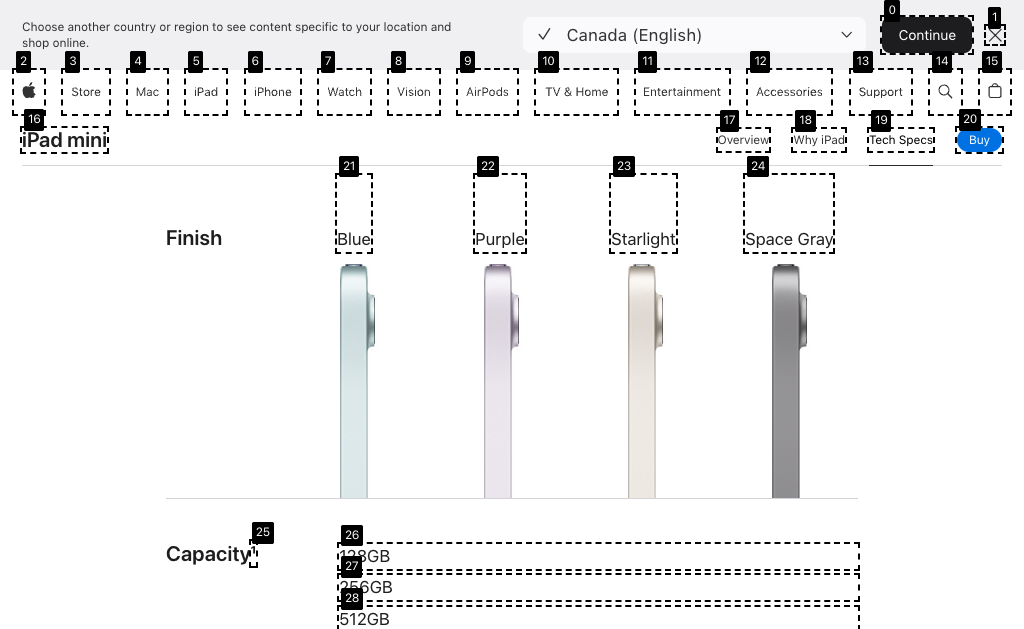 Choose another country or region to see content specific to your location and
shop online.
Canada (English)
0
Continue
1
2
3
Store
4
Mac
5
iPad
6
iPhone
7
Watch
8
Vision
9
AirPods
10
TV & Home
11
Entertainment
12
Accessories
13
Support
14
15
16
iPad mini
17
Overview
18
Why iPad
19
Tech Specs
20
Buy
21
22
23
24
Finish
Blue
Purple
Starlight
Space Gray
25
Capacity
26
128GB
27
256GB
28
512GB